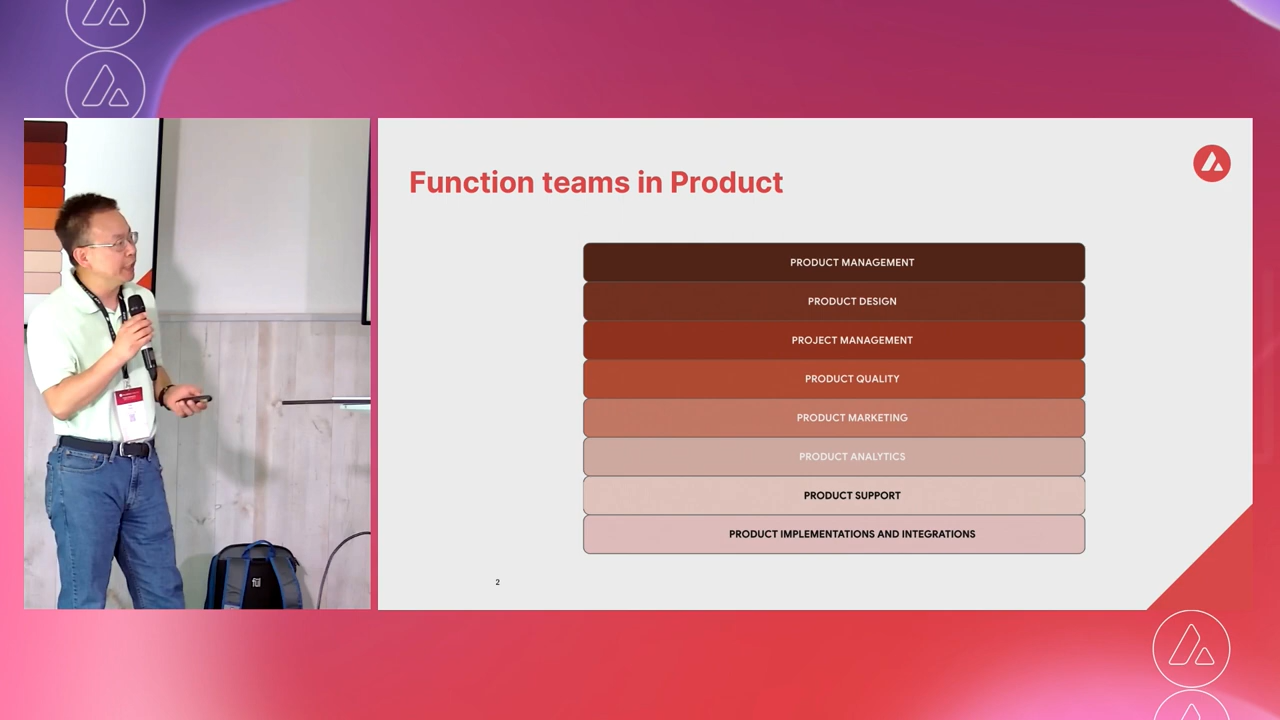 Function teams in Product
PRODUCT MANAGEMENT
PRODUCT DESIGN
PROJECT MANAGEMENT
PRODUCT QUALITY
PRODUCT MARKETING
PRODUCT ANALYTICS
PRODUCT SUPPORT
PRODUCT IMPLEMENTATIONS AND INTEGRATIONS
2
fül